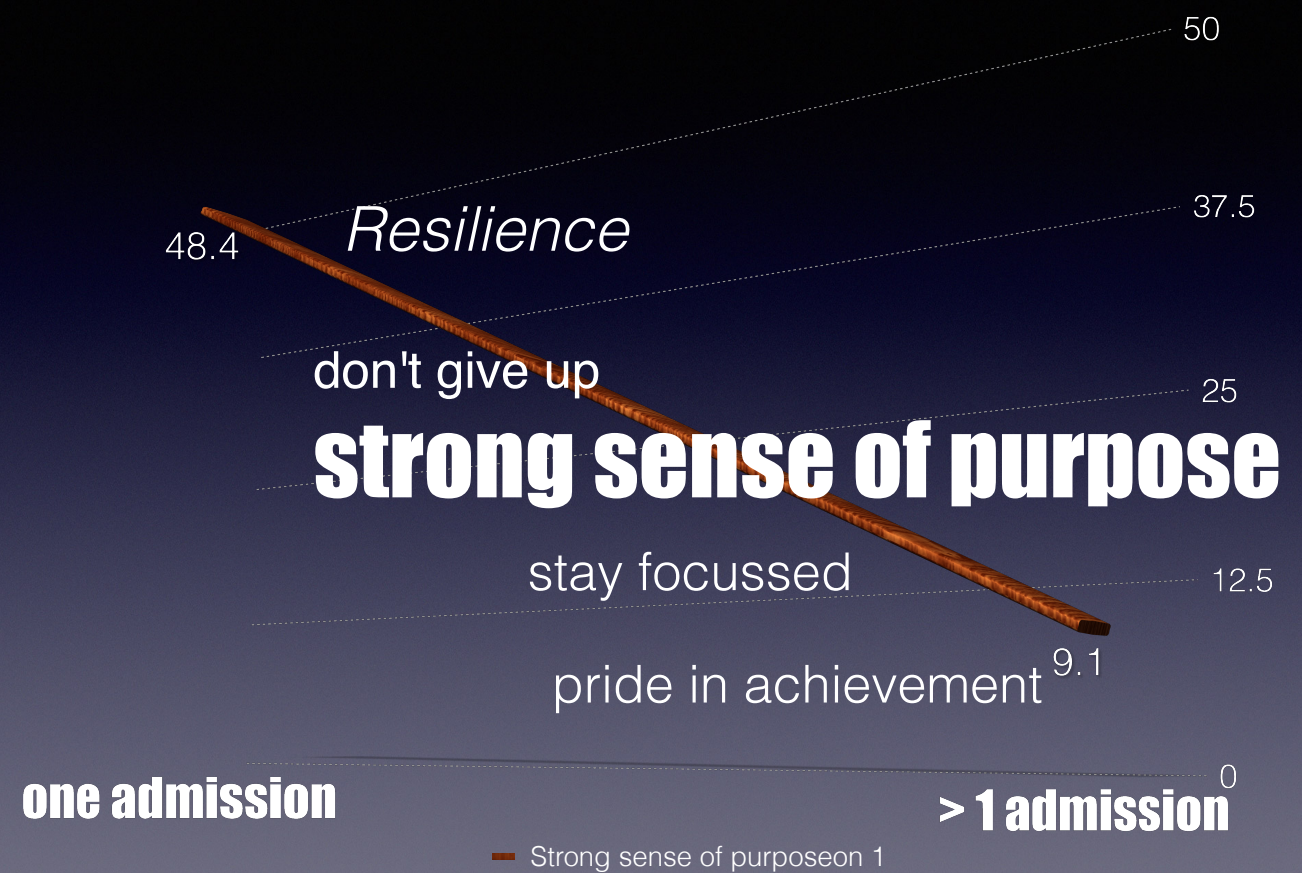 50
37.5
Resilience
48.4
don't give up
25
strong sense of purpose
stay focussed
12.5
9.1
pride in achievement
0
one admission
> 1 admission
Strong sense of purposeon 1